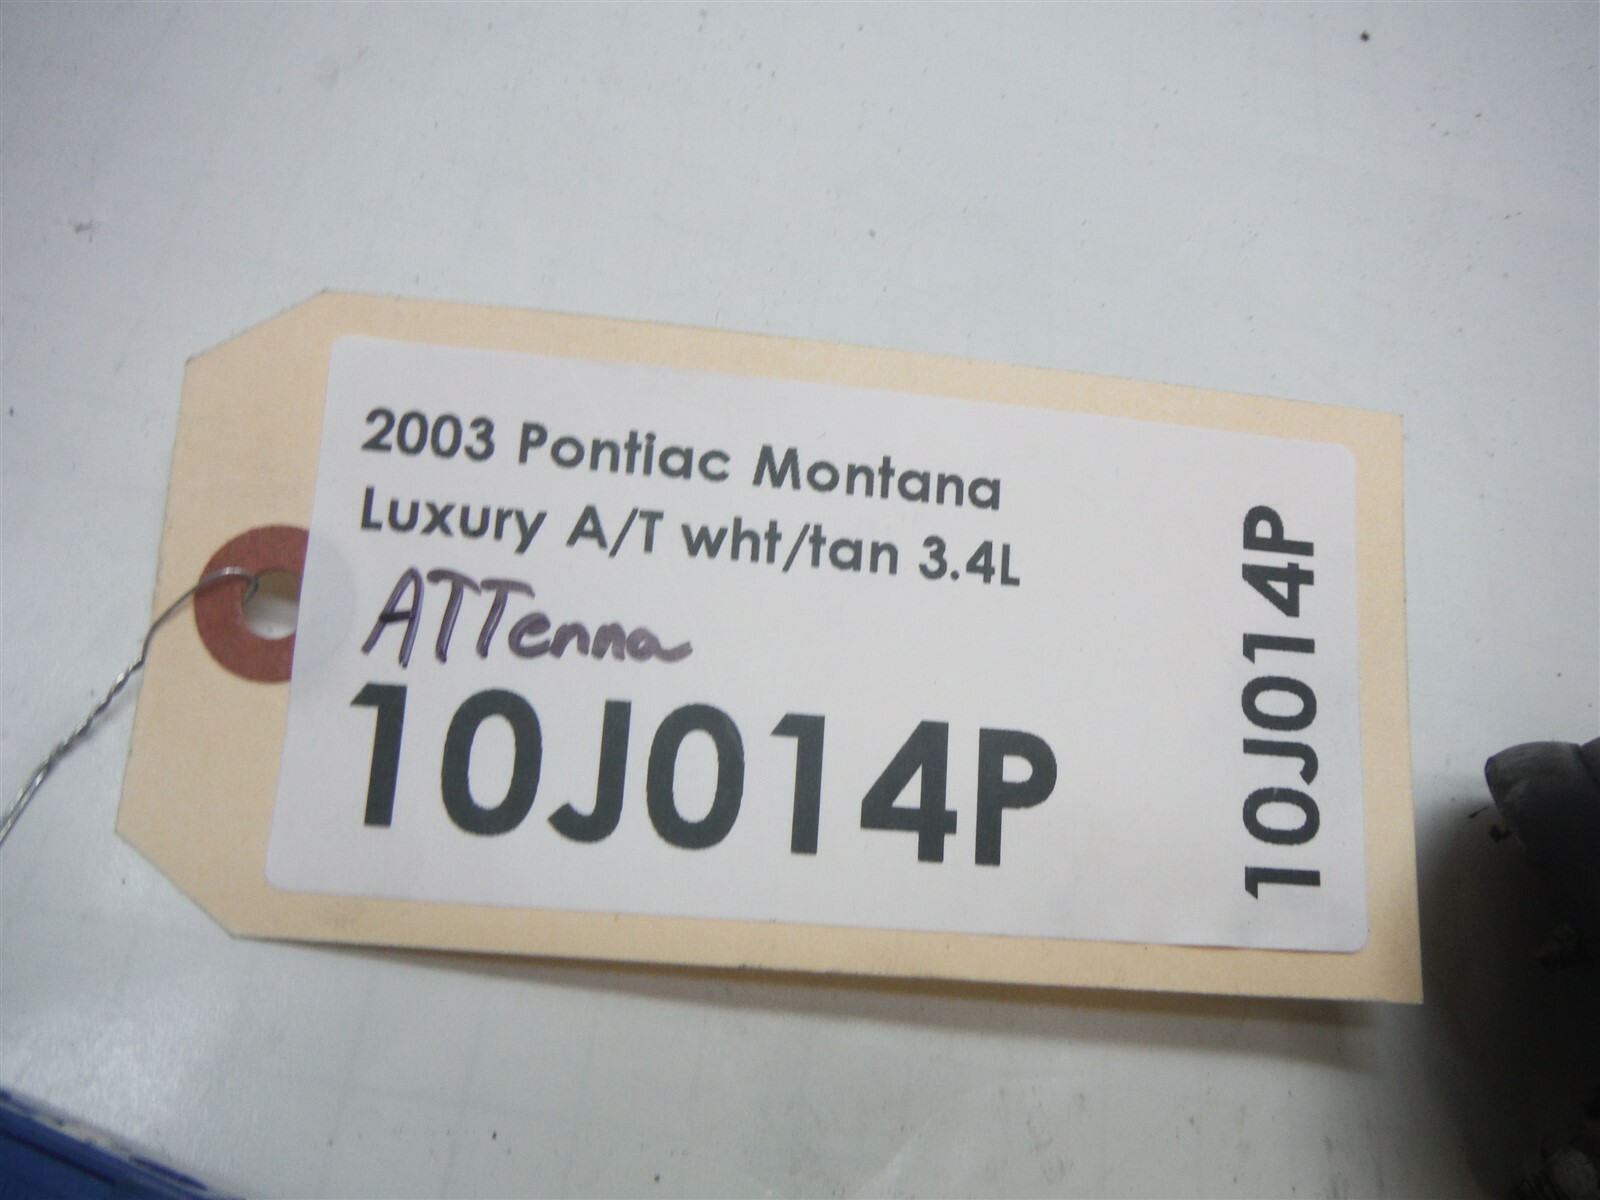 2003 Pontiac Montana
Luxury A/T wht/tan 3.4L
ATTenna
10J014P
10J014P